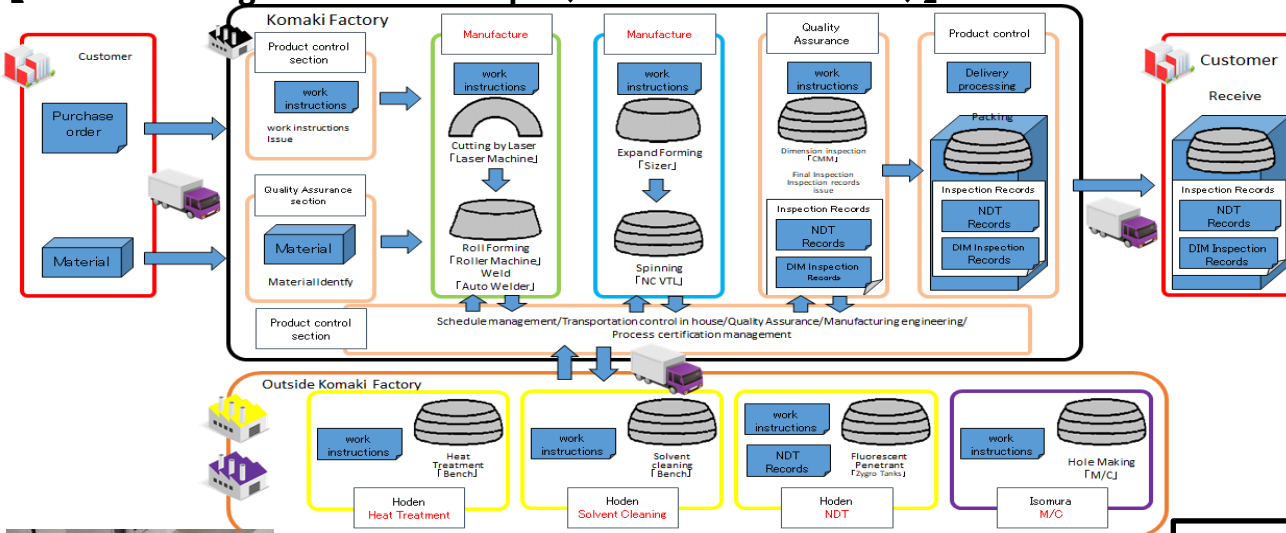 Komaki Factory
Customer
Purchase
order
Material
Product control
section
work
instructions
work instructions
Issue
Quality Assurance
section
Material
Material Identfy
Manufacture
work
instructions
Cutting by Laser
「Laser Machine」
Roll Forming
「Roller Machine」
Weld
「Auto Welder」
Manufacture
work
instructions
Expand Forming
「Sizer」
Spinning
「NC VTL」
Quality
Assurance
work
instructions
Dimension inspection
「CMM」
Final Inspection
Inspection records
issue
Inspection Records
NDT
Records
DIM Inspection
Records
Product control
Delivery
processing
Packing
Inspection Records
NDT
Records
DIM Inspection
Records
Customer
Receive
Inspection Records
NDT
Records
DIM Inspection
Records
Product control
section
Schedule management/Transportation control in house/Quality Assurance/Manufacturing engineering/
Process certification management
Outside Komaki Factory
work
instructions
Heat
Treatment
「Bench」
Hoden
Heat Treatment
work
instructions
Solvent
cleaning
「Bench」
Hoden
Solvent Cleaning
work
instructions
NDT
Records
Fluorescent
Penetrant
「Zygro Tanks」
Hoden
NDT
work
instructions
Hole Making
「M/C」
Isomura
M/C